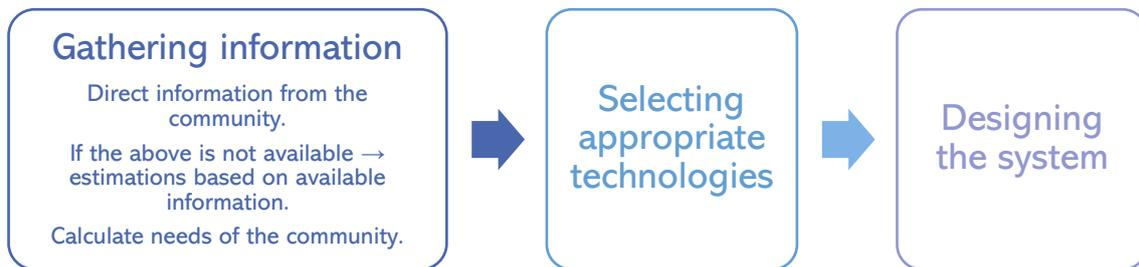 Gathering information
Direct information from the
community.
If the above is not available →
estimations based on available
information.
Calculate needs of the community.
Selecting
appropriate
technologies
Designing
the system